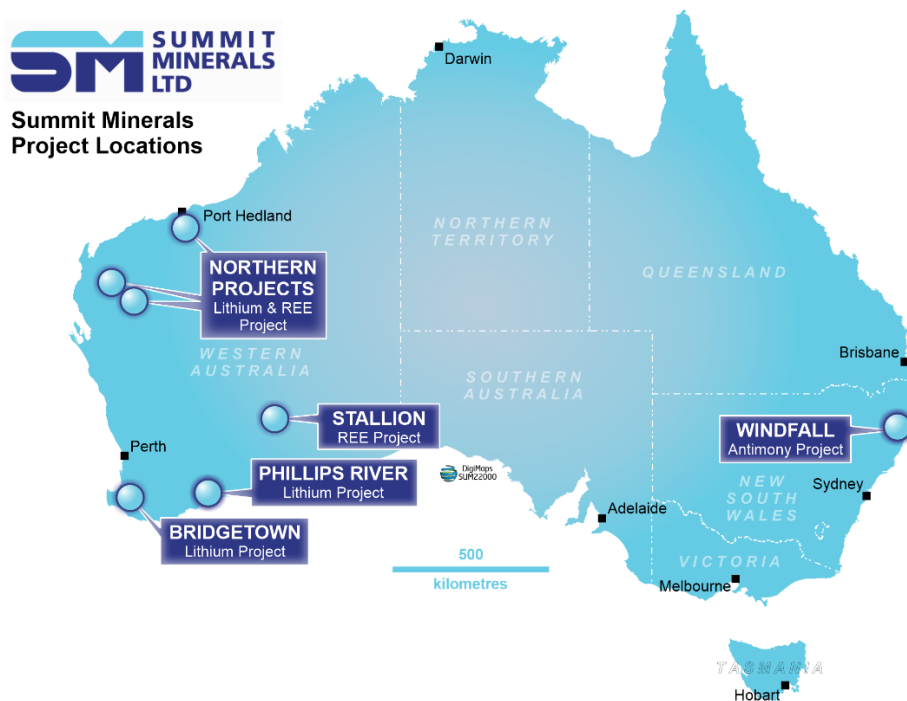 SM SUMMIT
MINERALS
LTD
Summit Minerals
Project Locations
Darwin
Port Hedland
NORTHERN
TERRITORY
QUEENSLAND
NORTHERN
PROJECTS
Lithium & REE
Project
WESTERN
AUSTRALIA
SOUTHERN
AUSTRALIA
Brisbane
STALLION
REE Project
WINDFALL
Antimony Project
Perth
PHILLIPS RIVER
Lithium Project
DigiMaps
SUM22000
NEW
SOUTH
WALES
Sydney
BRIDGETOWN
Lithium Project
Adelaide
500
kilometres
VICTORIA
Melbourne
TASMANIA
Hobart